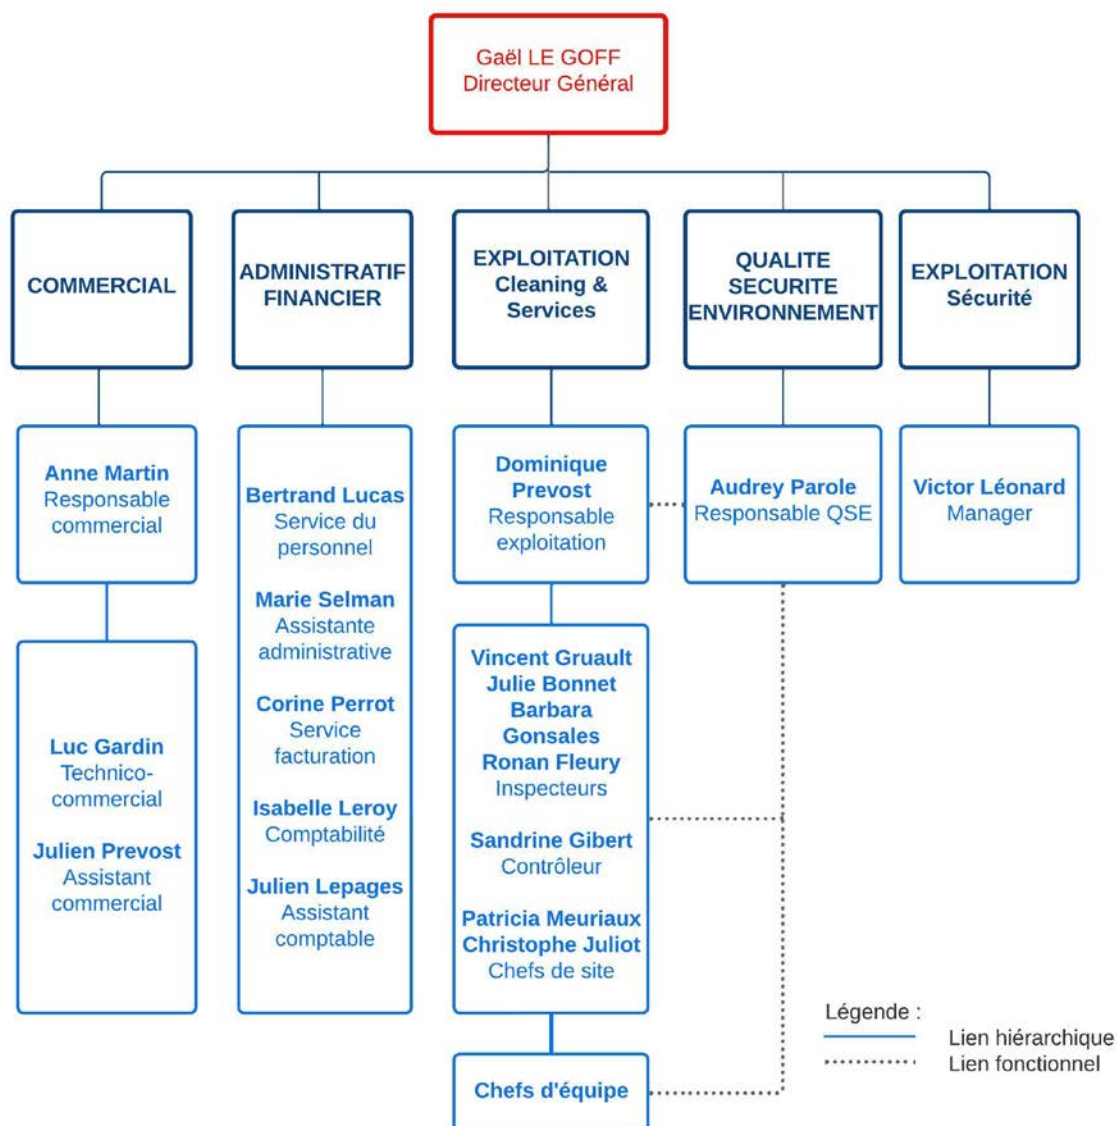 Gaël LE GOFF
Directeur Général
COMMERCIAL
ADMINISTRATIF
FINANCIER
EXPLOITATION
Cleaning &
Services
QUALITE
SECURITE
ENVIRONNEMENT
EXPLOITATION
Sécurité
Anne Martin
Responsable
commercial
Luc Gardin
Technico-
commercial
Julien Prevost
Assistant
commercial
Bertrand Lucas
Service du
personnel
Marie Selman
Assistante
administrative
Corine Perrot
Service
facturation
Isabelle Leroy
Comptabilité
Julien Lepages
Assistant
comptable
Dominique
Prevost
Responsable
exploitation
Vincent Gruault
Julie Bonnet
Barbara
Gonsales
Ronan Fleury
Inspecteurs
Sandrine Gibert
Contrôleur
Patricia Meuriaux
Christophe Juliot
Chefs de site
Chefs d'équipe
Audrey Parole
Responsable QSE
Victor Léonard
Manager
Légende :
Lien hiérarchique
Lien fonctionnel